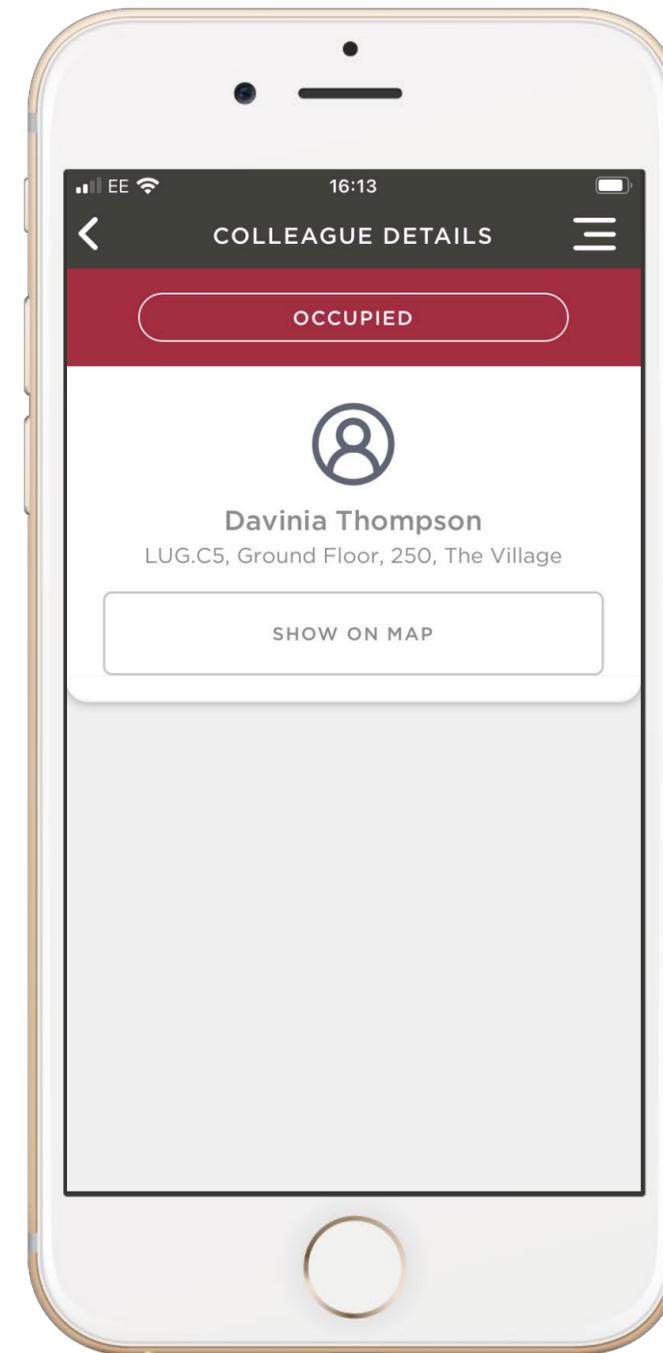 EE 16:13
COLLEAGUE DETAILS
OCCUPIED
Davinia Thompson
LUG.C5, Ground Floor, 250, The Village
SHOW ON MAP